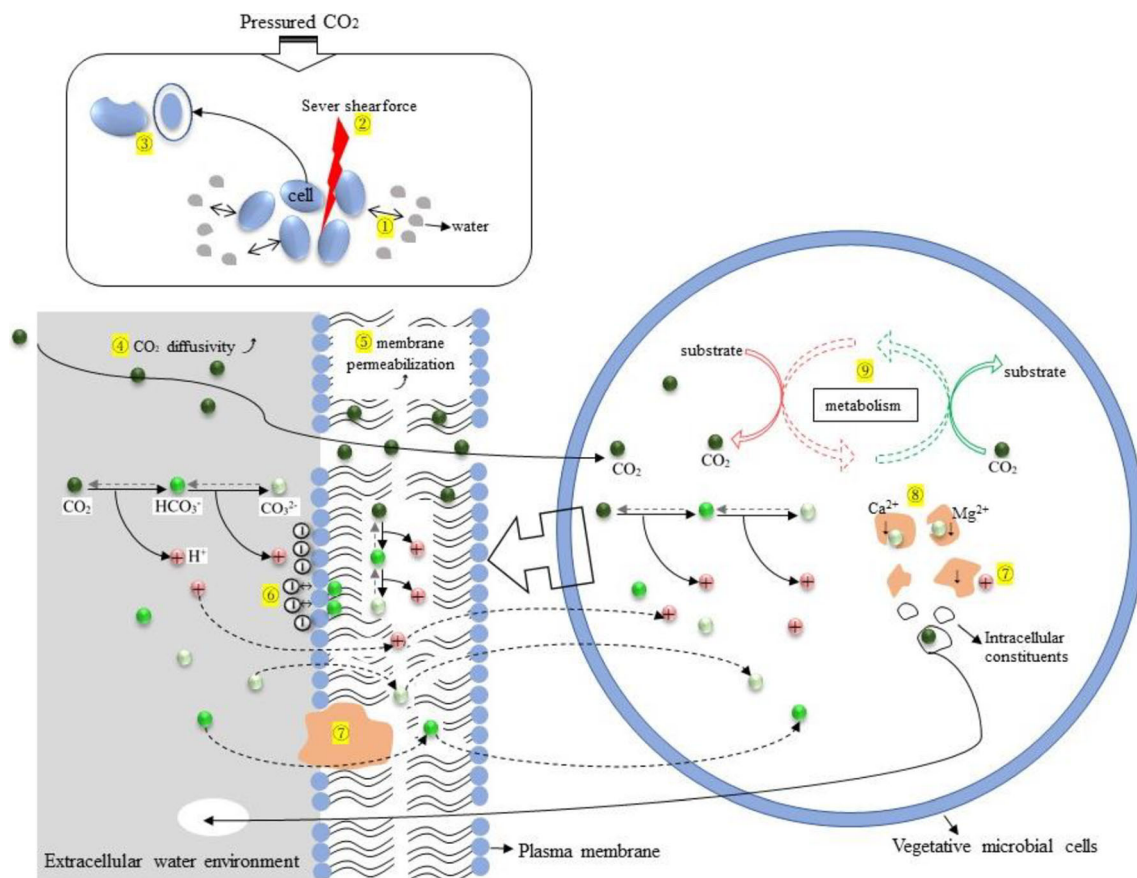 Pressured CO₂
Sever shearforce
②
③
cell
①
water
④ CO₂ diffusivity
⑤ membrane
permeabilization
substrate
⑨
substrate
metabolism
CO₂
CO₂
CO₂
CO₂
HCO₃⁻
CO₃²⁻
H⁺
⑥
⑧
Ca²⁺
Mg²⁺
⑦
Intracellular
constituents
⑦
Extracellular water environment
Plasma membrane
Vegetative microbial cells